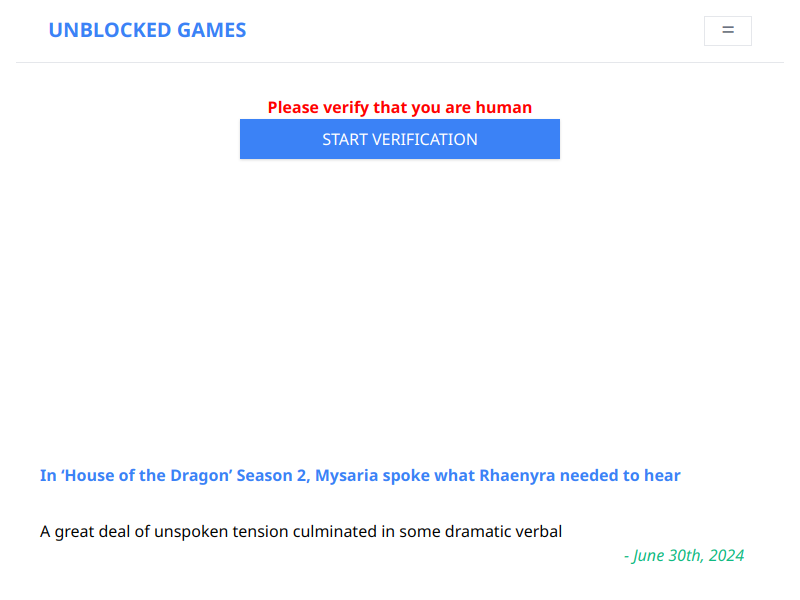 UNBLOCKED GAMES
Please verify that you are human
START VERIFICATION
In ‘House of the Dragon’ Season 2, Mysaria spoke what Rhaenyra needed to hear
A great deal of unspoken tension culminated in some dramatic verbal
- June 30th, 2024